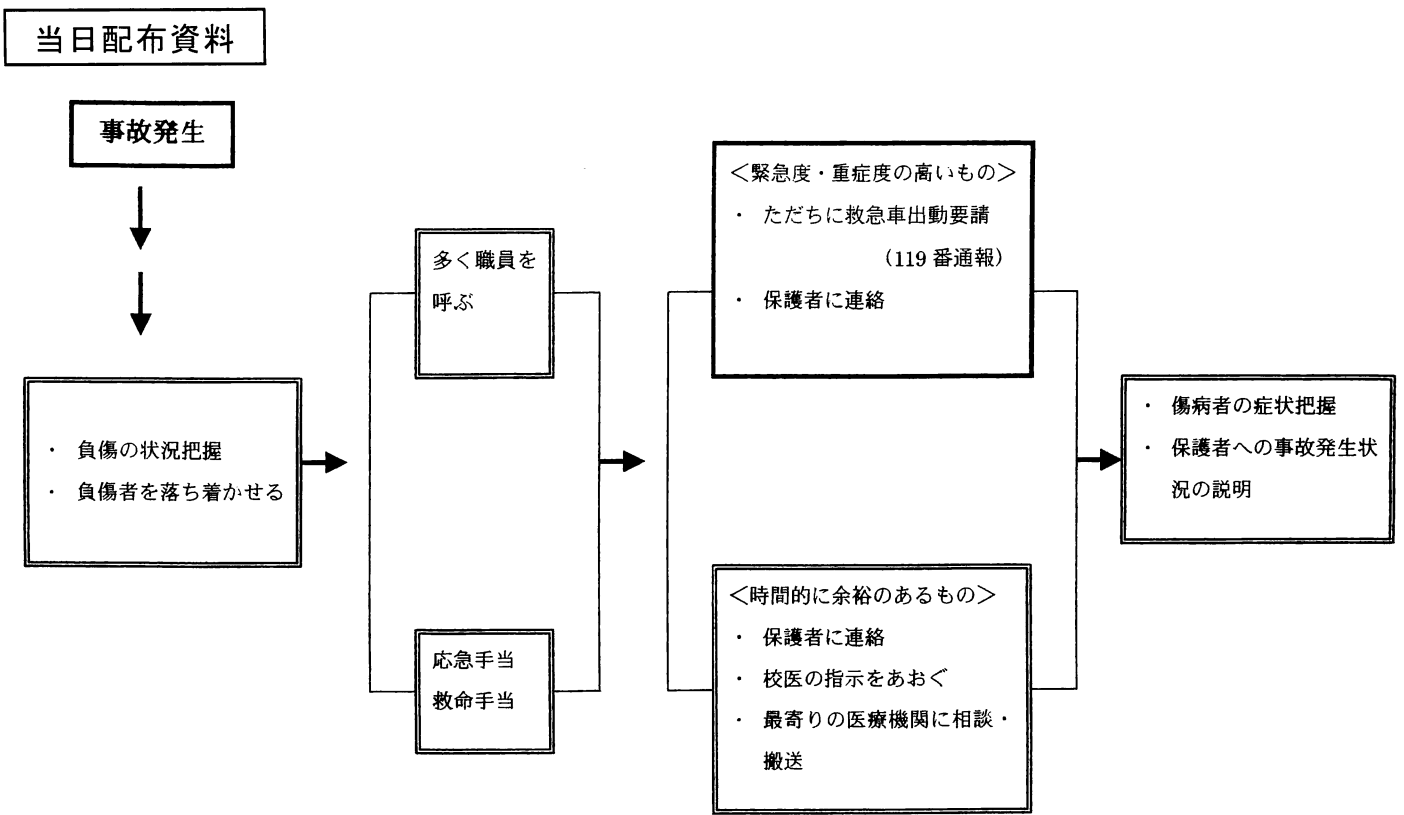 当日配布資料
事故発生
・ 負傷の状況把握
・ 負傷者を落ち着かせる
多く職員を
呼ぶ
応急手当
救命手当
＜緊急度・重症度の高いもの＞
・ ただちに救急車出動要請
（119 番通報）
・ 保護者に連絡
＜時間的に余裕のあるもの＞
・ 保護者に連絡
・ 校医の指示をあおぐ
・ 最寄りの医療機関に相談・
搬送
・ 傷病者の症状把握
・ 保護者への事故発生状
況の説明